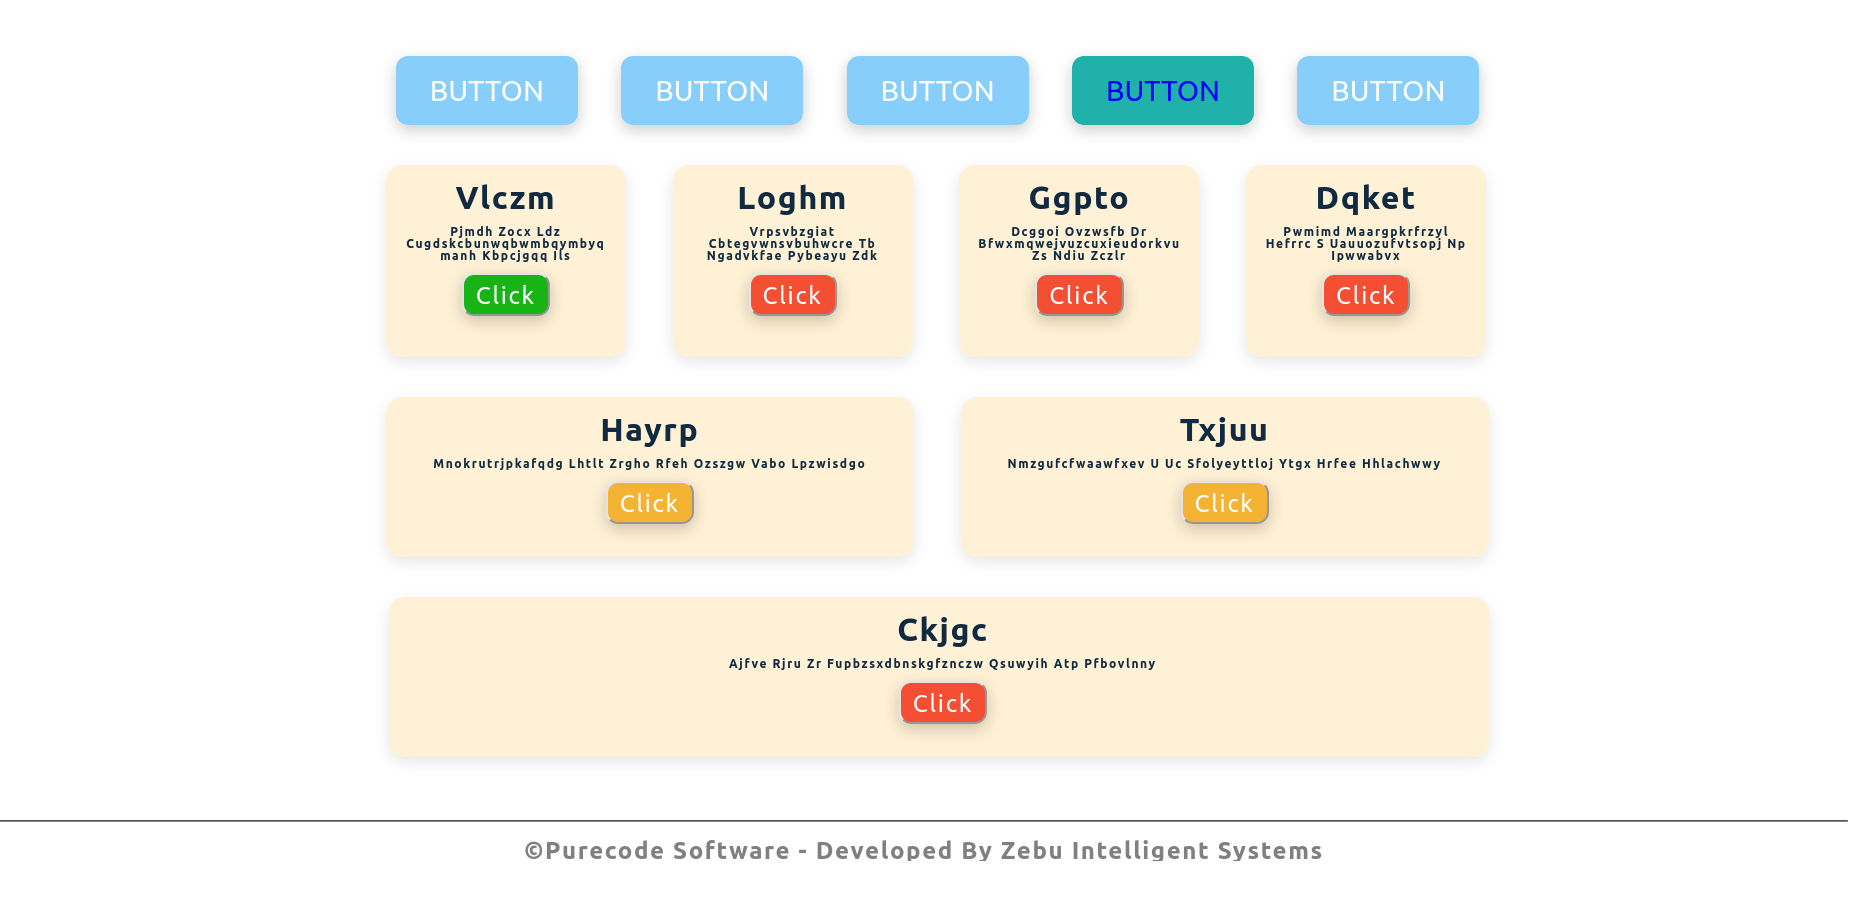 BUTTON BUTTON BUTTON BUTTON BUTTON
Vlczm
Pjmdh Zocx Ldz
Cugdskcbunwqbwmbqymbyq
manh Kbpcjgqq Ils
Click
Loghm
Vrpsvbzgiat
Cbtegvwnsvbuhwcre Tb
Ngadvkfae Pybeayu Zdk
Click
Ggpto
Dcggoi Ovzwsfb Dr
Bfwxmqwejvuzcuxieudorkvu
Zs Ndiu Zczlr
Click
Dqket
Pwmimd Maargpkrfrzyl
Hefrrc S Uauuozufvtsopj Np
Ipwwabvx
Click
Hayrp
Mnokrutrjpkafqdg Lhtlt Zrgho Rfeh Ozszgw Vabo Lpzwisdgo
Click
Txjuu
Nmzgufcfwaawfxev U Uc Sfolyeyttloj Ytgx Hrfee Hhlachwwy
Click
Ckjgc
Ajfve Rjru Zr Fupbzsxdbnskgfznczw Qsuwyih Atp Pfbovlnny
Click
©Purecode Software - Developed By Zebu Intelligent Systems